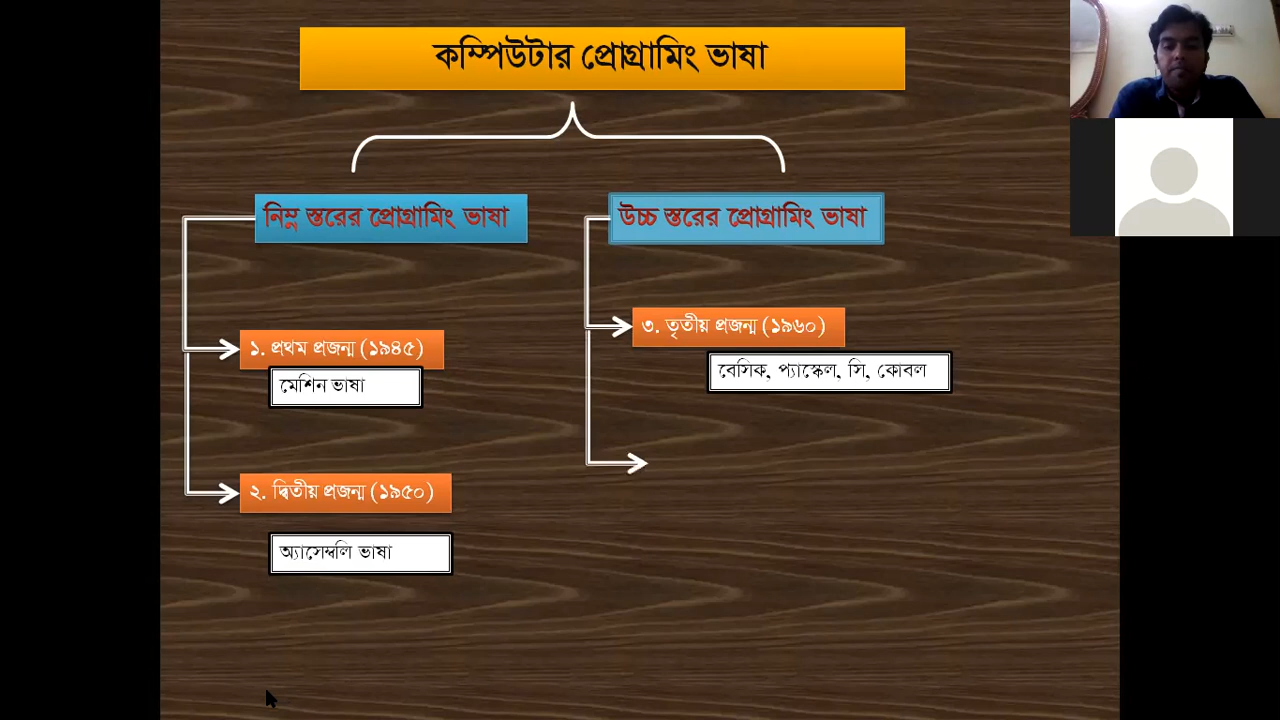 কম্পিউটার প্রোগ্রামিং ভাষা
নিম্ন স্তরের প্রোগ্রামিং ভাষা
১. প্রথম প্রজন্ম (১৯৪৫)
মেশিন ভাষা
২. দ্বিতীয় প্রজন্ম (১৯৫০)
অ্যাসেম্বলি ভাষা
উচ্চ স্তরের প্রোগ্রামিং ভাষা
৩. তৃতীয় প্রজন্ম (১৯৬০)
বেসিক, প্যাস্কেল, সি, কোবল